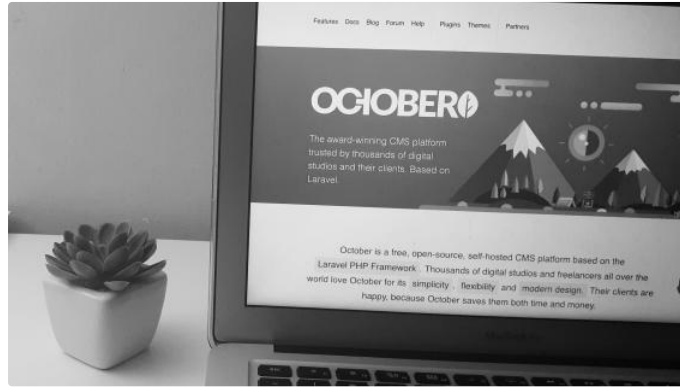 Features Docs Blog Forum Help Plugins Themes Partners
OCTOBER
The award-winning CMS platform
trusted by thousands of digital
studios and their clients. Based on
Laravel.
October is a free, open-source, self-hosted CMS platform based on the
Laravel PHP Framework . Thousands of digital studios and freelancers all over the
world love October for its simplicity , flexibility and modern design. Their clients are
happy, because October saves them both time and money.